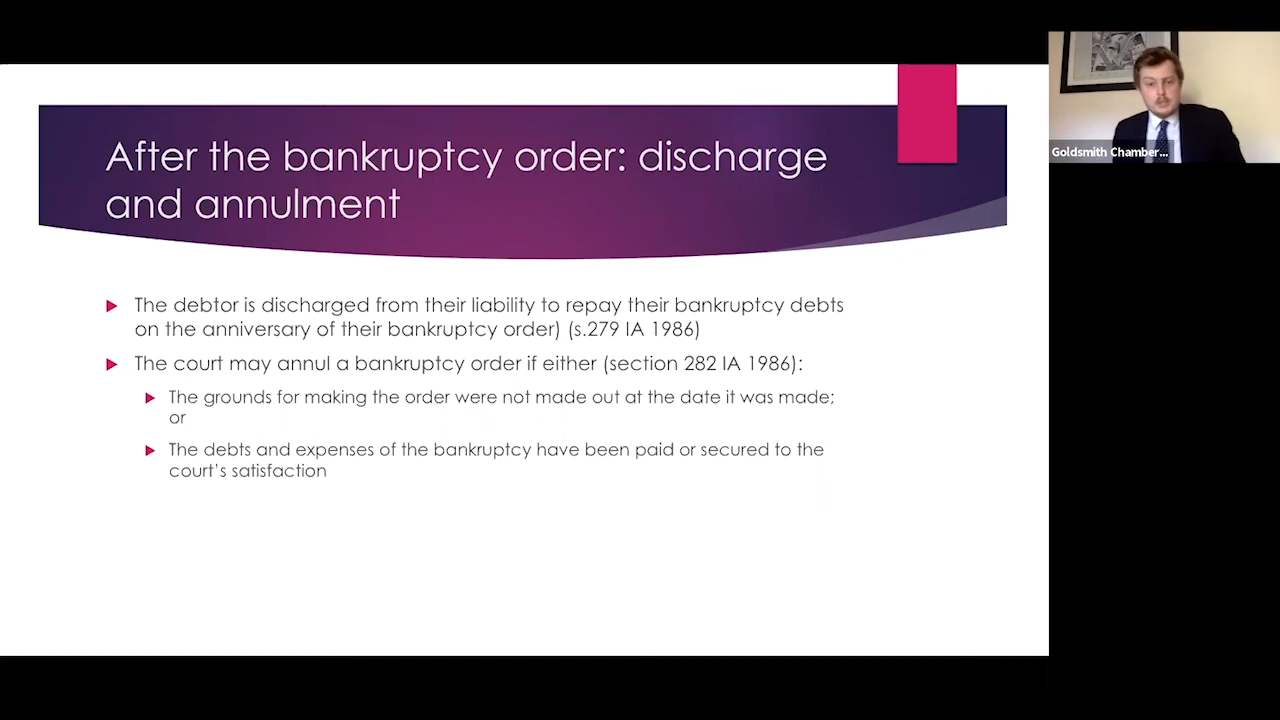 After the bankruptcy order: discharge
and annulment
The debtor is discharged from their liability to repay their bankruptcy debts
on the anniversary of their bankruptcy order) (s.279 IA 1986)
The court may annul a bankruptcy order if either (section 282 IA 1986):
The grounds for making the order were not made out at the date it was made;
or
The debts and expenses of the bankruptcy have been paid or secured to the
court's satisfaction
Goldsmith Chamber...